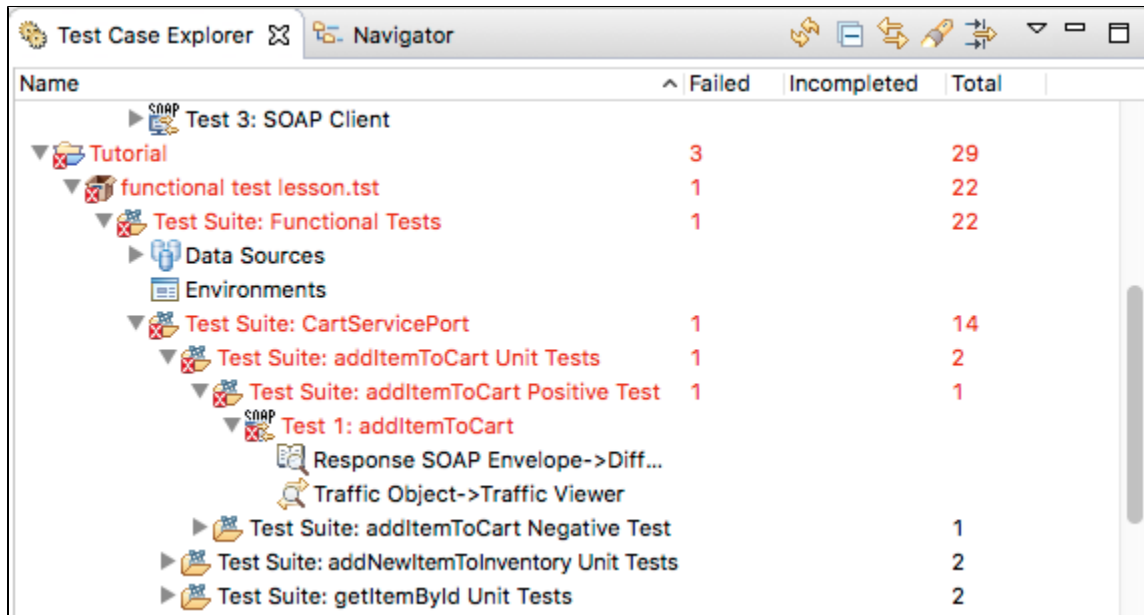 Test Case Explorer Navigator
Name Failed Incompleted Total
SOAP Test 3: SOAP Client
Tutorial 3 29
functional test lesson.tst 1 22
Test Suite: Functional Tests 1 22
Data Sources
Environments
Test Suite: CartServicePort 1 14
Test Suite: addItemToCart Unit Tests 1 2
Test Suite: addItemToCart Positive Test 1 1
SOAP Test 1: addItemToCart
Response SOAP Envelope->Diff...
Traffic Object->Traffic Viewer
Test Suite: addItemToCart Negative Test 1
Test Suite: addNewItemToInventory Unit Tests 2
Test Suite: getItemById Unit Tests 2